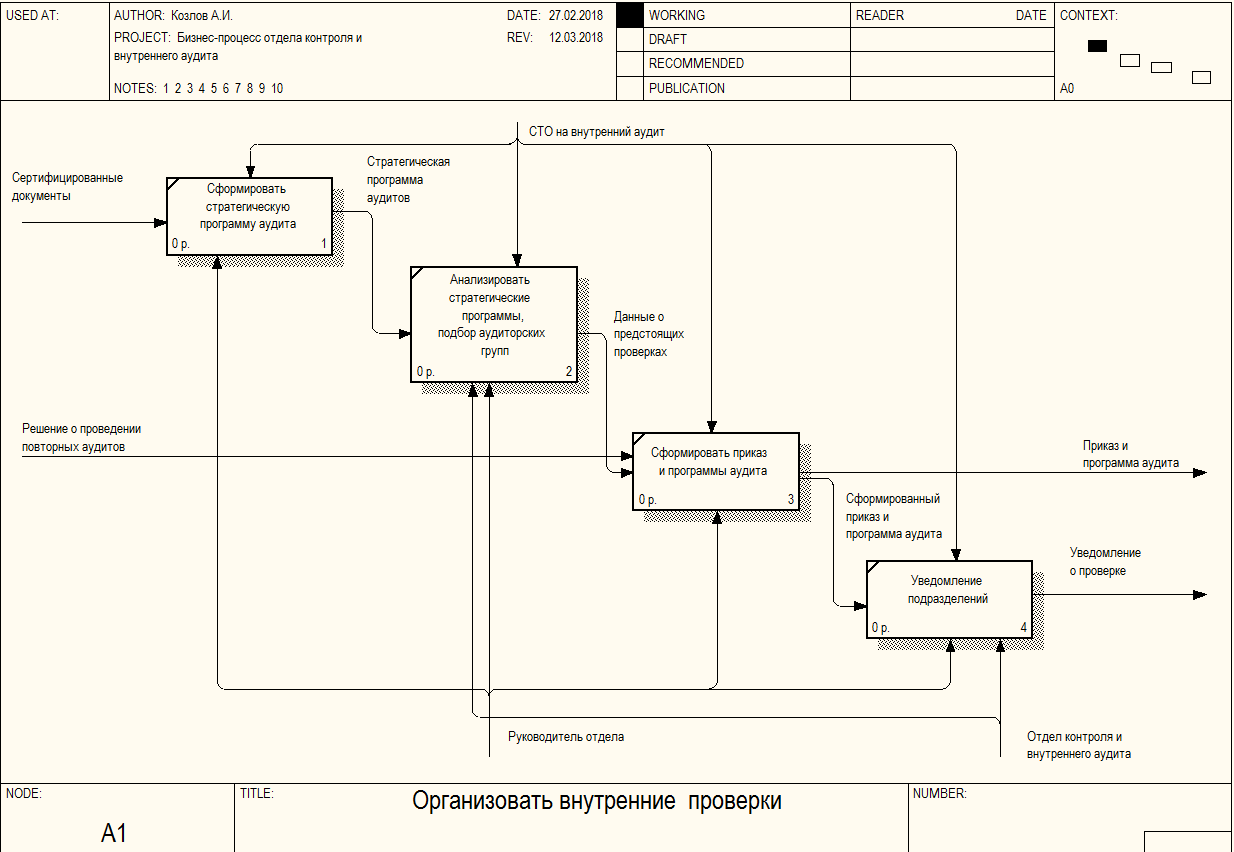 USED AT:
AUTHOR: Козлов А.И.
DATE: 27.02.2018
PROJECT: Бизнес-процесс отдела контроля и
внутреннего аудита
REV: 12.03.2018
NOTES: 1 2 3 4 5 6 7 8 9 10
WORKING
DRAFT
RECOMMENDED
PUBLICATION
READER
DATE
CONTEXT:
A0
СТО на внутренний аудит
Сертифицированные
документы
Сформировать
стратегическую
программу аудита
0 р.
1
Стратегическая
программа
аудитов
Анализировать
стратегические
программы,
подбор аудиторских
групп
0 р.
2
Данные о
предстоящих
проверках
Решение о проведении
повторных аудитов
Сформировать приказ
и программы аудита
0 р.
3
Приказ и
программа аудита
Сформированный
приказ и
программа аудита
Уведомление
подразделений
0 р.
4
Уведомление
о проверке
Руководитель отдела
Отдел контроля и
внутреннего аудита
NODE:
A1
TITLE:
Организовать внутренние проверки
NUMBER: